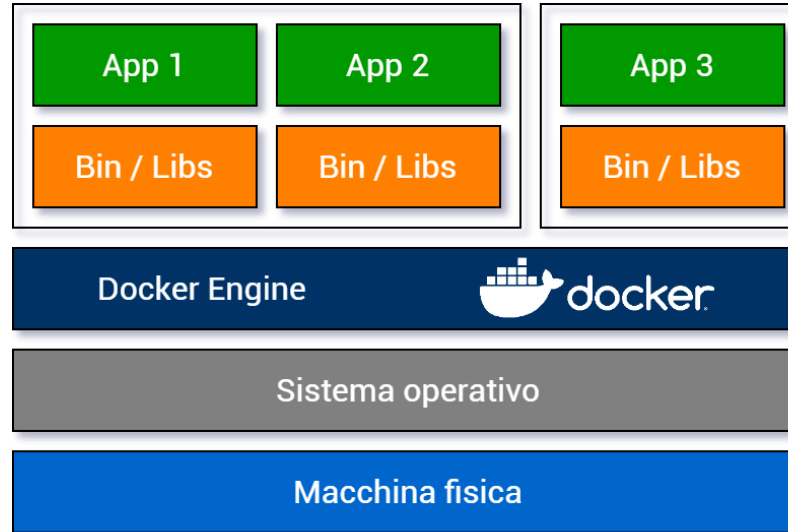 App 1 App 2 App 3
Bin / Libs Bin / Libs Bin / Libs
Docker Engine docker
Sistema operativo
Macchina fisica